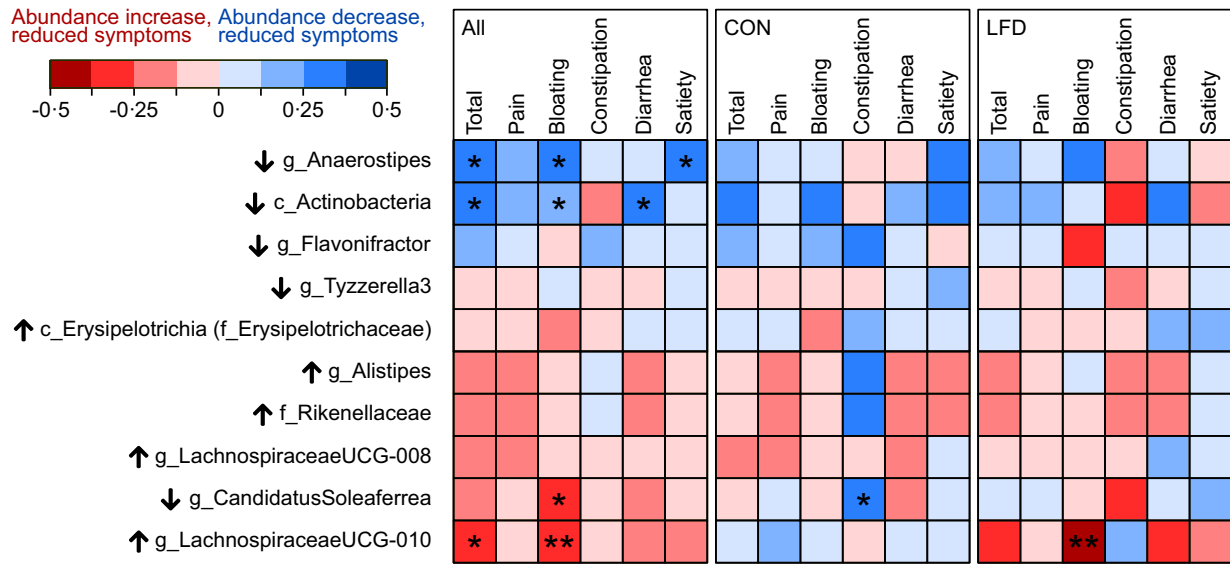 Abundance increase, Abundance decrease,
reduced symptoms reduced symptoms
-0·5 -0·25 0 0·25 0·5
All CON LFD
Total Pain Bloating Constipation Diarrhea Satiety Total Pain Bloating Constipation Diarrhea Satiety Total Pain Bloating Constipation Diarrhea Satiety
↓ g_Anaerostipes * * *
↓ c_Actinobacteria * * *
↓ g_Flavonifractor
↓ g_Tyzzerella3
↑ c_Erysipelotrichia (f_Erysipelotrichaceae)
↑ g_Alistipes
↑ f_Rikenellaceae
↑ g_LachnospiraceaeUCG-008
↓ g_CandidatusSoleaferrea * *
↑ g_LachnospiraceaeUCG-010 * ** **